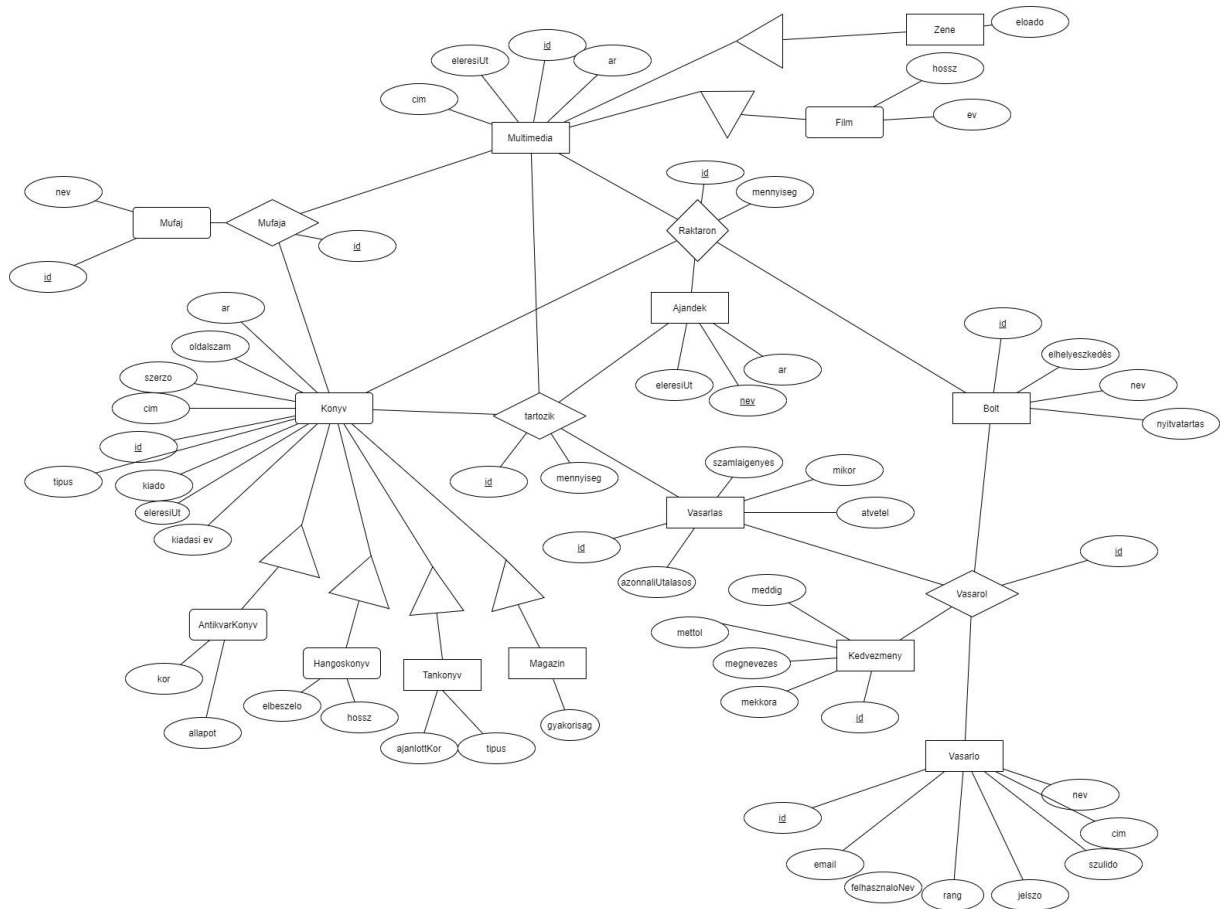 Zene
eloado
id
eleresiUt
ar
hossz
cim
Film
ev
Multimedia
id
mennyiseg
nev
Mufaj
Mufaja
Raktaron
id
id
ar
Ajandek
id
oldalszam
elhelyeszkedés
szerzo
ar
eleresiUt
nev
nev
cim
Konyv
tartozik
Bolt
nyitvatartas
id
szamlaigenyes
mikor
tipus
kiado
id
mennyiseg
eleresiUt
Vasarlas
atvetel
kiadasi ev
id
id
azonnaliUtalasos
meddig
Vasarol
AntikvarKonyv
mettol
Hangoskonyv
Magazin
megnevezes
Kedvezmeny
kor
Tankonyv
elbeszelo
mekkora
hossz
gyakorisag
id
allapot
ajanlottKor
tipus
Vasarlo
nev
id
cim
email
szulido
felhasznaloNev
rang
jelszo